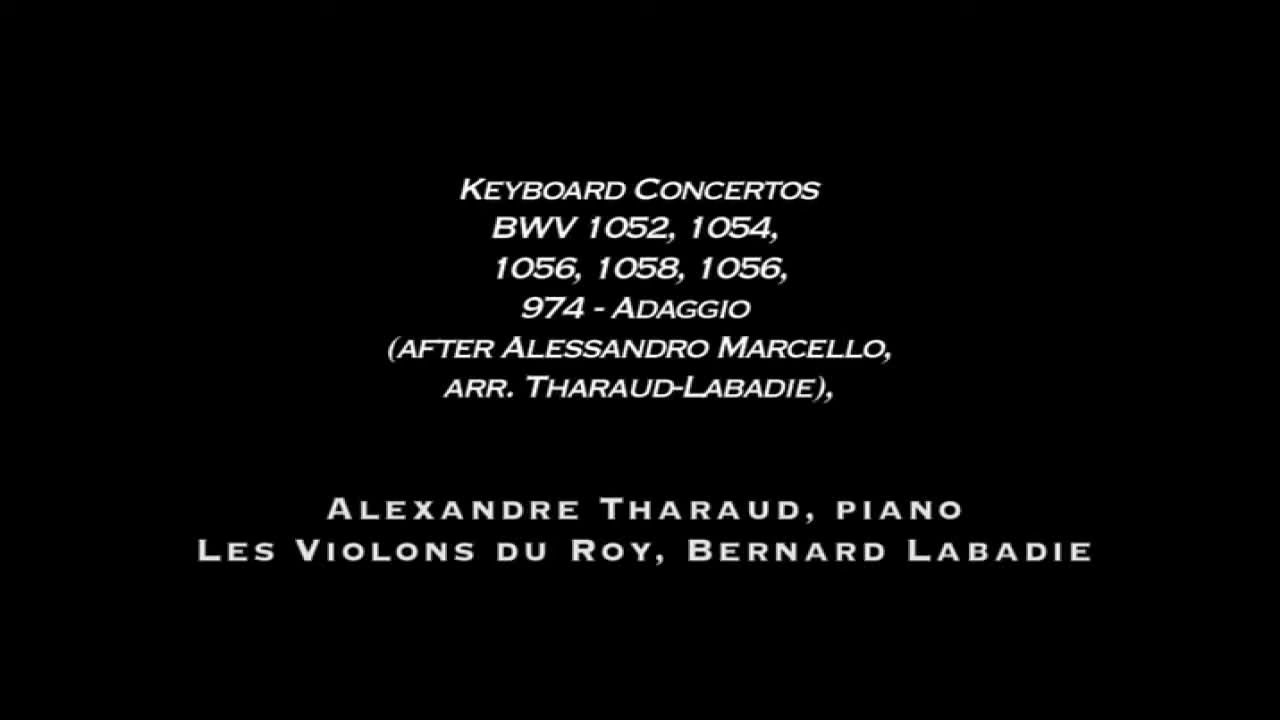 Keyboard Concertos
BWV 1052, 1054,
1056, 1058, 1056,
974 - Adaggio
(after Alessandro Marcello,
arr. Tharaud-Labadie),
Alexandre Tharaud, piano
Les Violons du Roy, Bernard Labadie